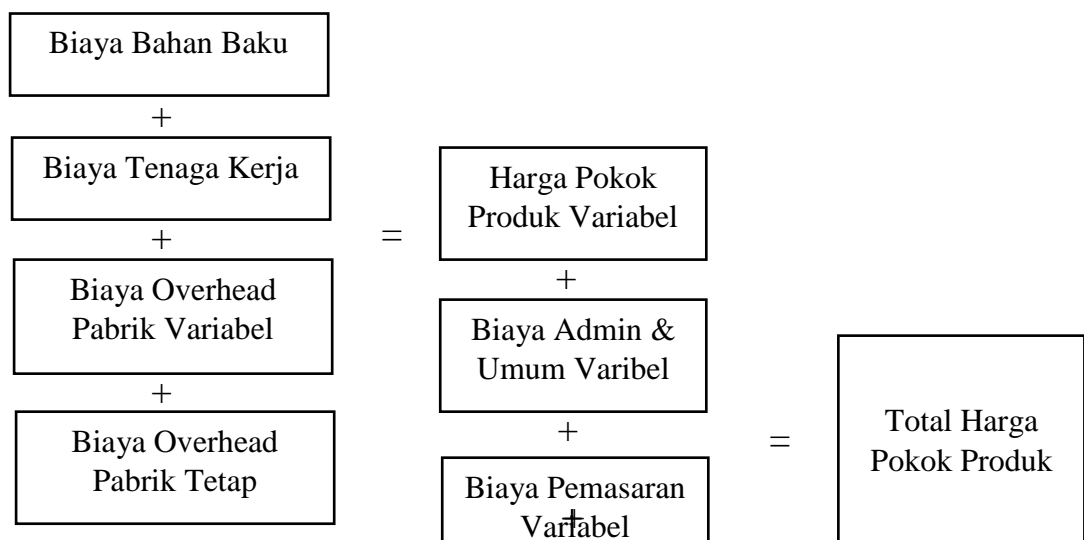 Biaya Bahan Baku
+
Biaya Tenaga Kerja
+
Biaya Overhead
Pabrik Variabel
+
Biaya Overhead
Pabrik Tetap
=
Harga Pokok
Produk Variabel
+
Biaya Admin &
Umum Varibel
+
Biaya Pemasaran
Variabel
+
=
Total Harga
Pokok Produk